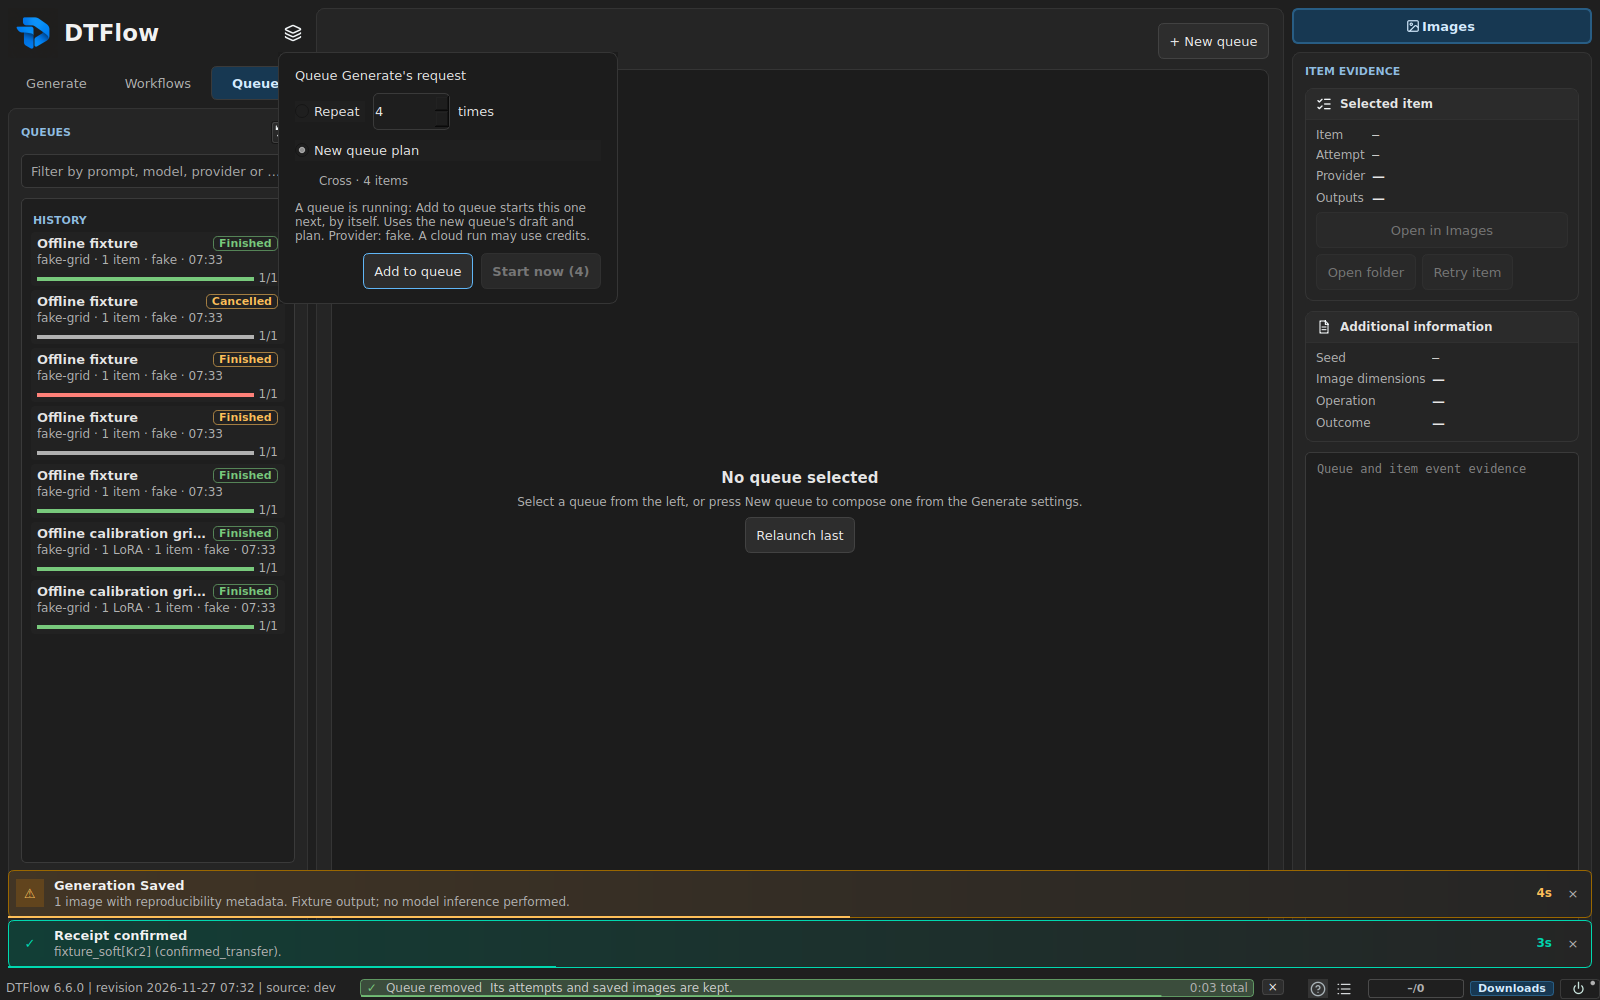 DTFlow
Generate
Workflows
Queue
QUEUES
Filter by prompt, model, provider or ...
HISTORY
Offline fixture
Finished
fake-grid · 1 item · fake · 07:33
1/1
Offline fixture
Cancelled
fake-grid · 1 item · fake · 07:33
1/1
Offline fixture
Finished
fake-grid · 1 item · fake · 07:33
1/1
Offline fixture
Finished
fake-grid · 1 item · fake · 07:33
1/1
Offline fixture
Finished
fake-grid · 1 item · fake · 07:33
1/1
Offline calibration gri...
Finished
fake-grid · 1 LoRA · 1 item · fake · 07:33
1/1
Offline calibration gri...
Finished
fake-grid · 1 LoRA · 1 item · fake · 07:33
1/1
Queue Generate's request
Repeat 4 times
New queue plan
Cross · 4 items
A queue is running: Add to queue starts this one
next, by itself. Uses the new queue's draft and
plan. Provider: fake. A cloud run may use credits.
Add to queue
Start now (4)
+ New queue
No queue selected
Select a queue from the left, or press New queue to compose one from the Generate settings.
Relaunch last
Images
ITEM EVIDENCE
Selected item
Item –
Attempt –
Provider —
Outputs —
Open in Images
Open folder
Retry item
Additional information
Seed –
Image dimensions —
Operation —
Outcome —
Queue and item event evidence
Generation Saved
1 image with reproducibility metadata. Fixture output; no model inference performed.
4s ×
Receipt confirmed
fixture_soft[Kr2] (confirmed_transfer).
3s ×
DTFlow 6.6.0 | revision 2026-11-27 07:32 | source: dev
✓ Queue removed Its attempts and saved images are kept.
0:03 total
×
–/0
Downloads